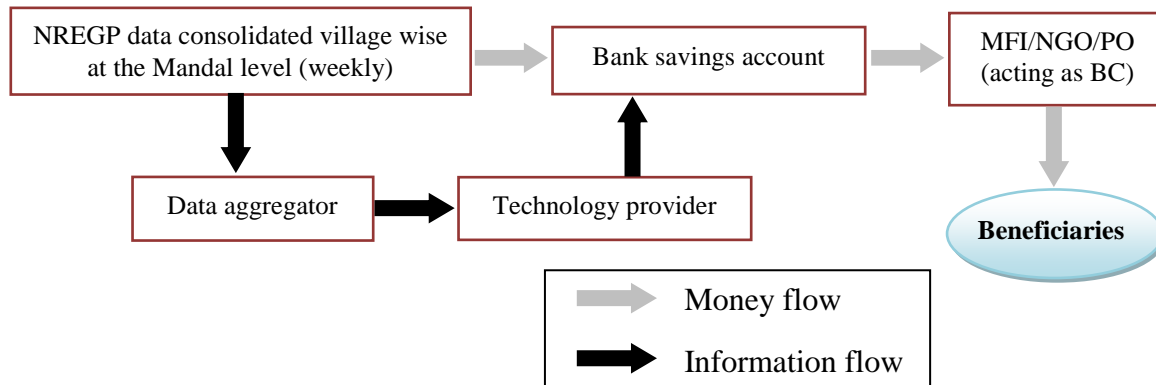 NREGP data consolidated village wise
at the Mandal level (weekly)
Bank savings account
MFI/NGO/PO
(acting as BC)
Data aggregator
Technology provider
Beneficiaries
Money flow
Information flow